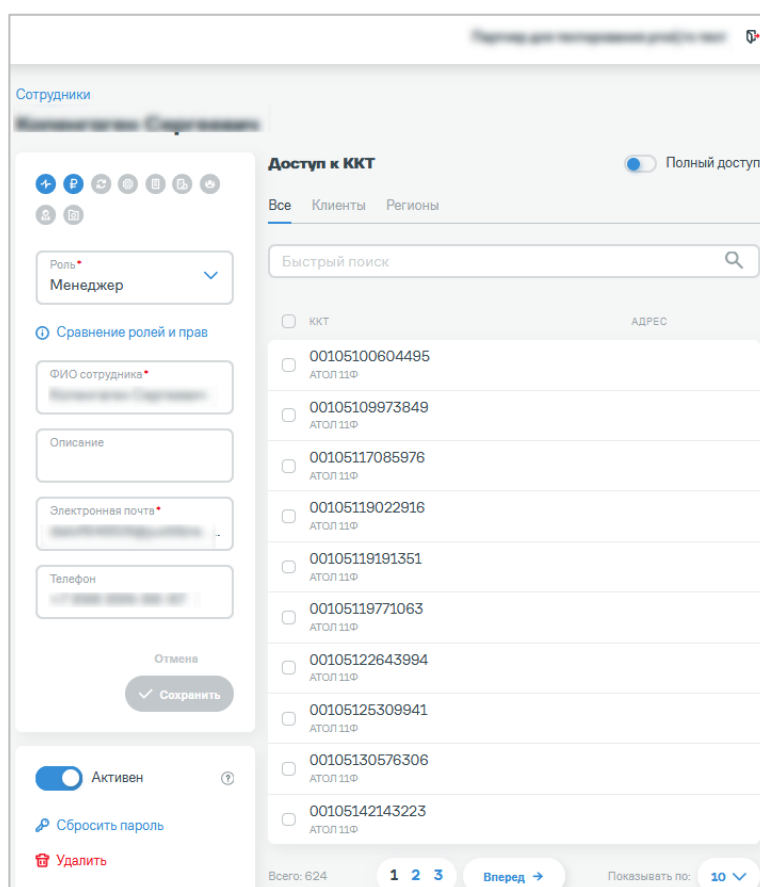 Сотрудники
Доступ к ККТ
Полный доступ
Все Клиенты Регионы
Быстрый поиск
Роль*
Менеджер
Сравнение ролей и прав
ФИО сотрудника*
Описание
Электронная почта*
Телефон
Отмена
Сохранить
Активен
Сбросить пароль
Удалить
ККТ АДРЕС
00105100604495
АТОЛ 11Ф
00105109973849
АТОЛ 11Ф
00105117085976
АТОЛ 11Ф
00105119022916
АТОЛ 11Ф
00105119191351
АТОЛ 11Ф
00105119771063
АТОЛ 11Ф
00105122643994
АТОЛ 11Ф
00105125309941
АТОЛ 11Ф
00105130576306
АТОЛ 11Ф
00105142143223
АТОЛ 11Ф
Всего: 624 1 2 3 Вперед → Показывать по: 10